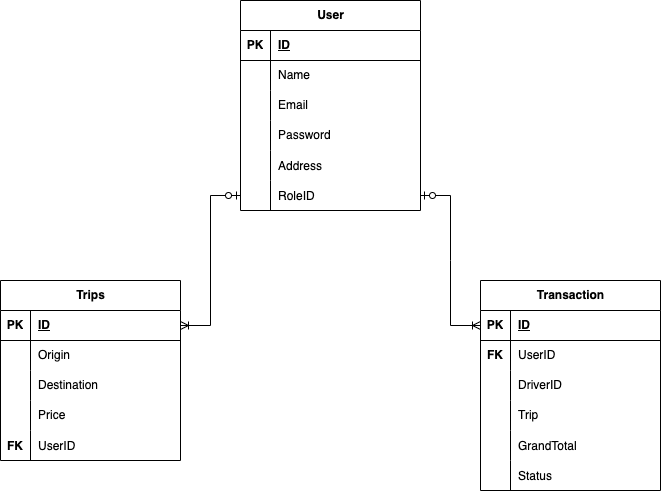 User
PK ID
Name
Email
Password
Address
RoleID
Trips
PK ID
Origin
Destination
Price
FK UserID
Transaction
PK ID
FK UserID
DriverID
Trip
GrandTotal
Status